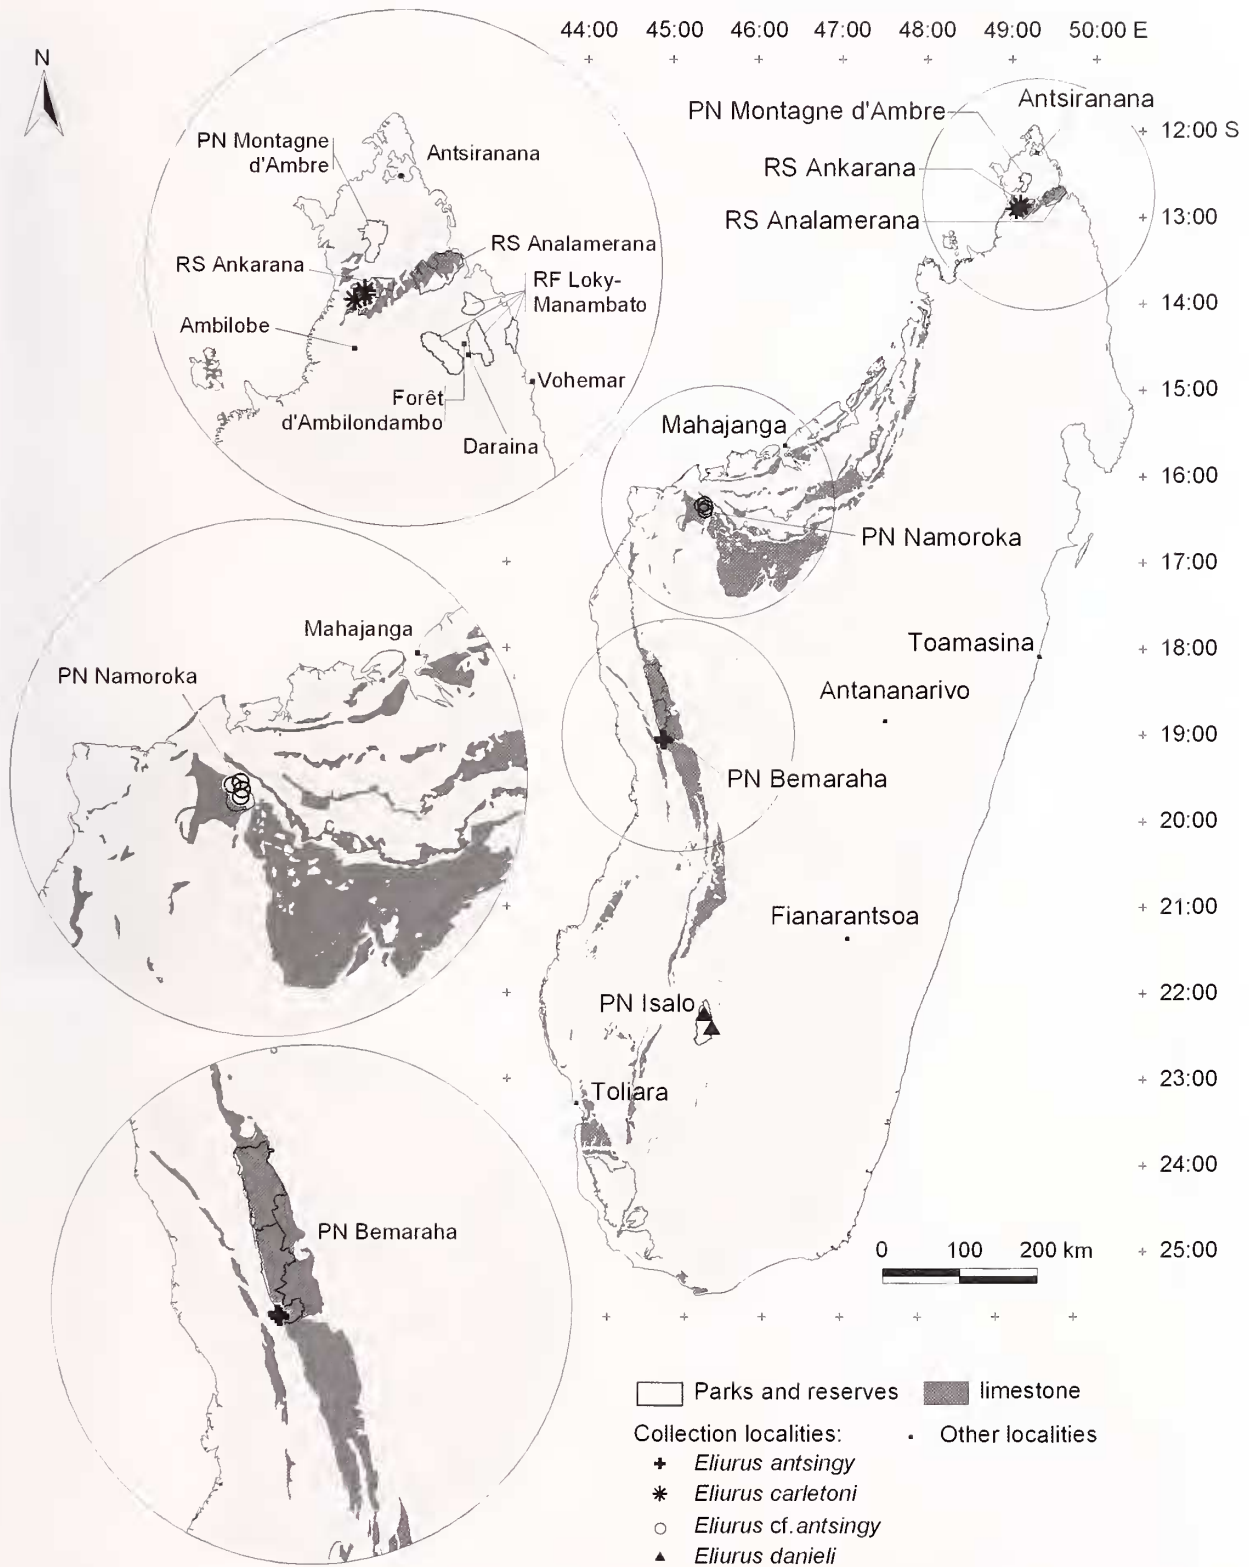 44:00 45:00 46:00 47:00 48:00 49:00 50:00 E
N
PN Montagne d'Ambre
Antsiranana
12:00 S
RS Ankarana
RS Analamerana
13:00
14:00
15:00
Mahajanga
16:00
PN Namoroka
17:00
Toamasina
18:00
Antananarivo
19:00
PN Bemaraha
20:00
21:00
Fianarantsoa
22:00
PN Isalo
23:00
Toliara
24:00
25:00
0 100 200 km
PN Montagne
d'Ambre
Antsiranana
RS Analamerana
RS Ankarana
RF Loky-
Manambato
Ambilobe
Vohemar
Forêt
d'Ambilondambo
Daraina
Mahajanga
PN Namoroka
PN Bemaraha
Parks and reserves
limestone
Collection localities:
Other localities
Eliurus antsingy
Eliurus carletoni
Eliurus cf. antsingy
Eliurus danieli